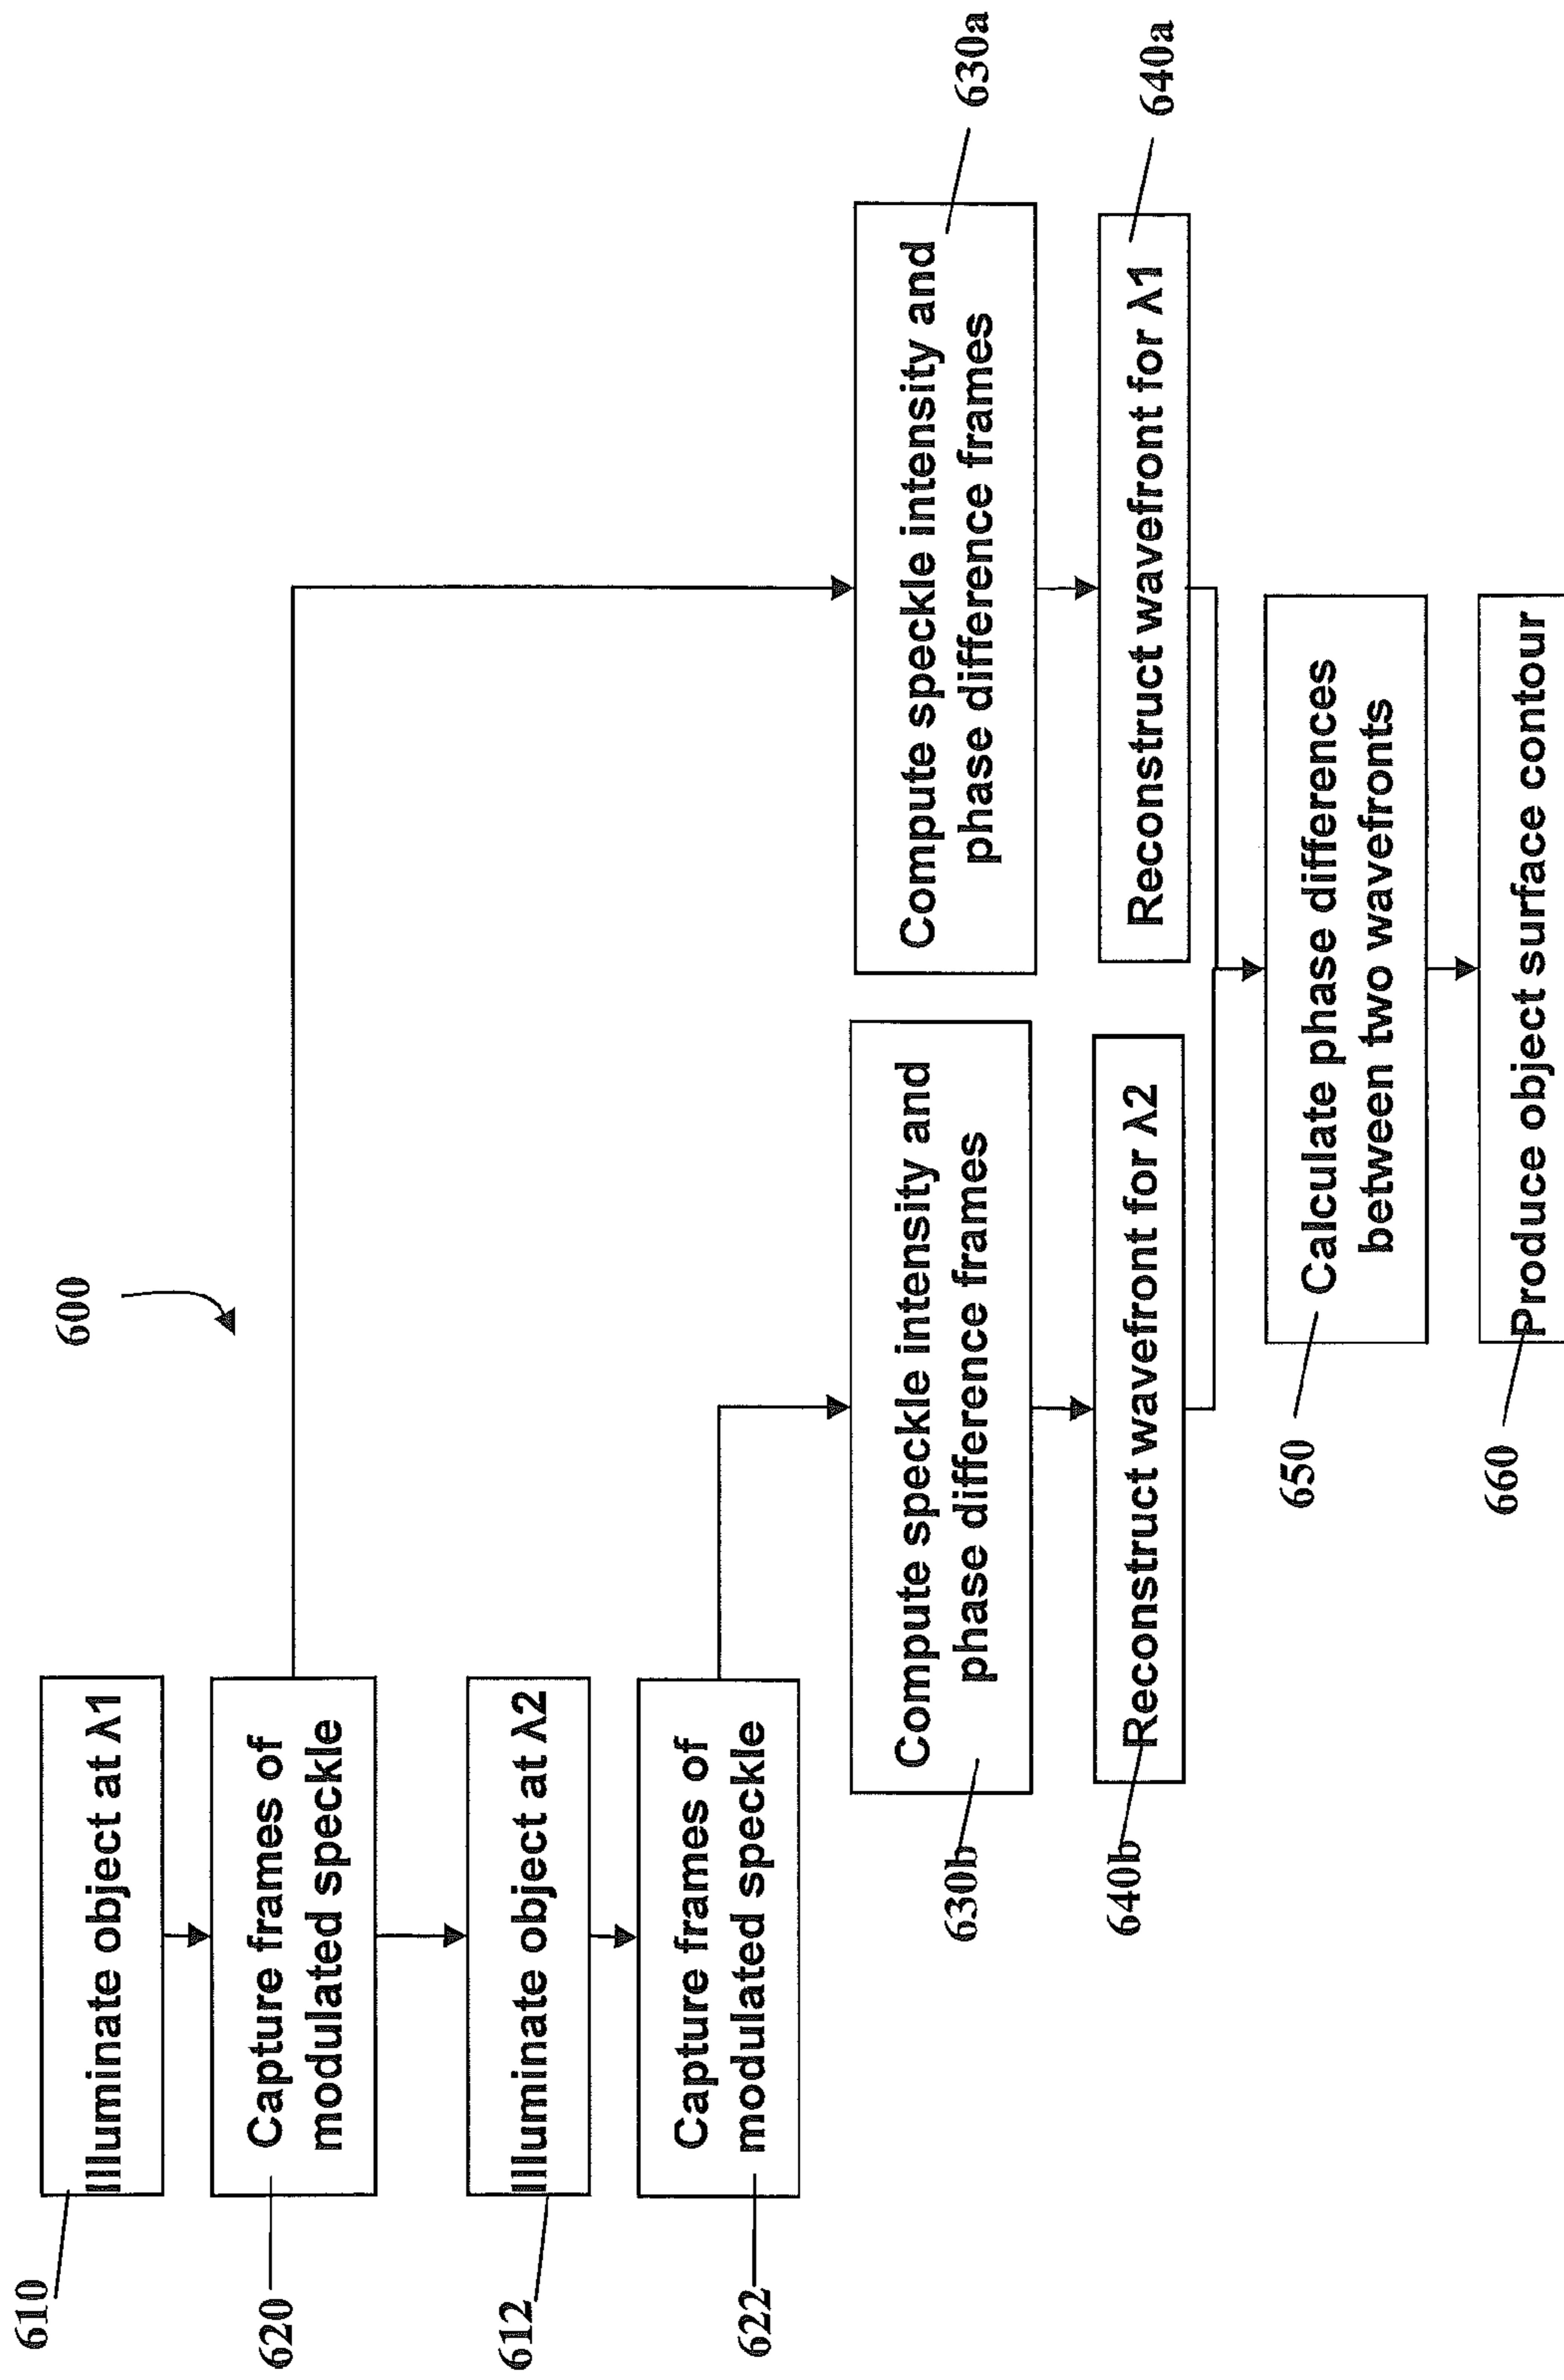 600
610
Illuminate object at λ1
620
Capture frames of
modulated speckle
612
Illuminate object at λ2
622
Capture frames of
modulated speckle
630b
Compute speckle intensity and
phase difference frames
630a
Compute speckle intensity and
phase difference frames
640b
Reconstruct wavefront for λ2
640a
Reconstruct wavefront for λ1
650
Calculate phase differences
between two wavefronts
660
Produce object surface contour